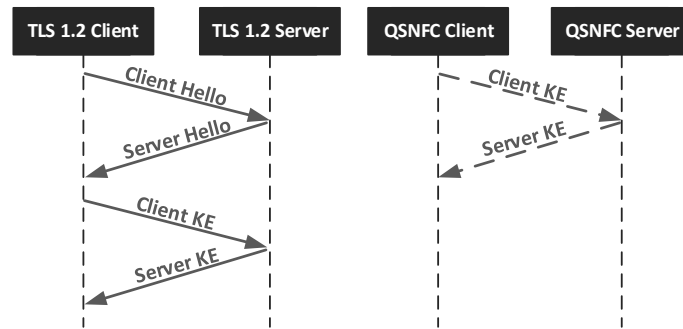 TLS 1.2 Client
TLS 1.2 Server
QSNFC Client
QSNFC Server
Client Hello
Server Hello
Client KE
Server KE
Client KE
Server KE